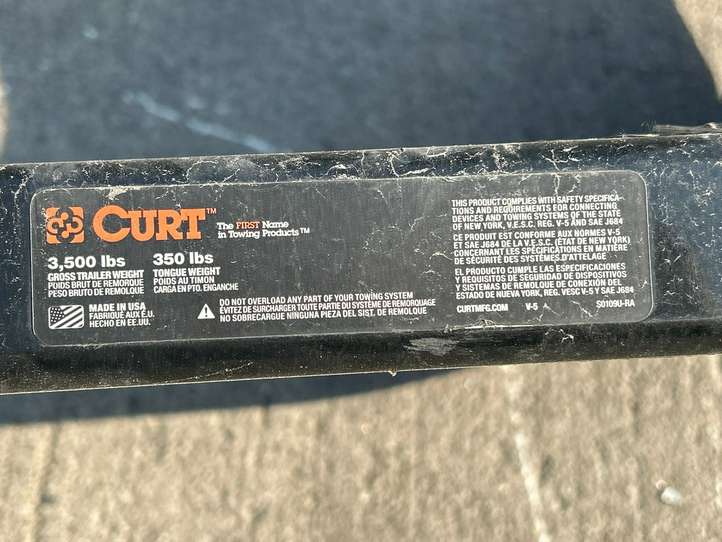 CURT™
The FIRST Name
in Towing Products™
3,500 lbs
GROSS TRAILER WEIGHT
POIDS BRUT DE REMORQUE
PESO BRUTO DE REMOLQUE
350 lbs
TONGUE WEIGHT
POIDS AU TIMON
CARGA EN PTO. ENGANCHE
MADE IN USA
FABRIQUÉ AUX É.U.
HECHO EN EE.UU.
DO NOT OVERLOAD ANY PART OF YOUR TOWING SYSTEM
ÉVITEZ DE SURCHARGER TOUTE PARTIE DU SYSTÈME DE REMORQUAGE
NO SOBRECARGUE NINGUNA PIEZA DEL SIST. DE REMOLQUE
THIS PRODUCT COMPLIES WITH SAFETY SPECIFICA-
TIONS AND REQUIREMENTS FOR CONNECTING
DEVICES AND TOWING SYSTEMS OF THE STATE
OF NEW YORK, V.E.S.C. REG. V-5 AND SAE J684
CE PRODUIT EST CONFORME AUX NORMES V-5
ET SAE J684 DE LA V.E.S.C. (ÉTAT DE NEW YORK)
CONCERNANT LES SPÉCIFICATIONS EN MATIÈRE
DE SÉCURITÉ DES SYSTÈMES D'ATTELAGE
EL PRODUCTO CUMPLE LAS ESPECIFICACIONES
Y REQUISITOS DE SEGURIDAD DE DISPOSITIVOS
Y SISTEMAS DE REMOLQUE DE CONEXIÓN DEL
ESTADO DE NUEVA YORK, REG. VESC V-5 Y SAE J684
CURTMFG.COM V-5 S0109U-RA